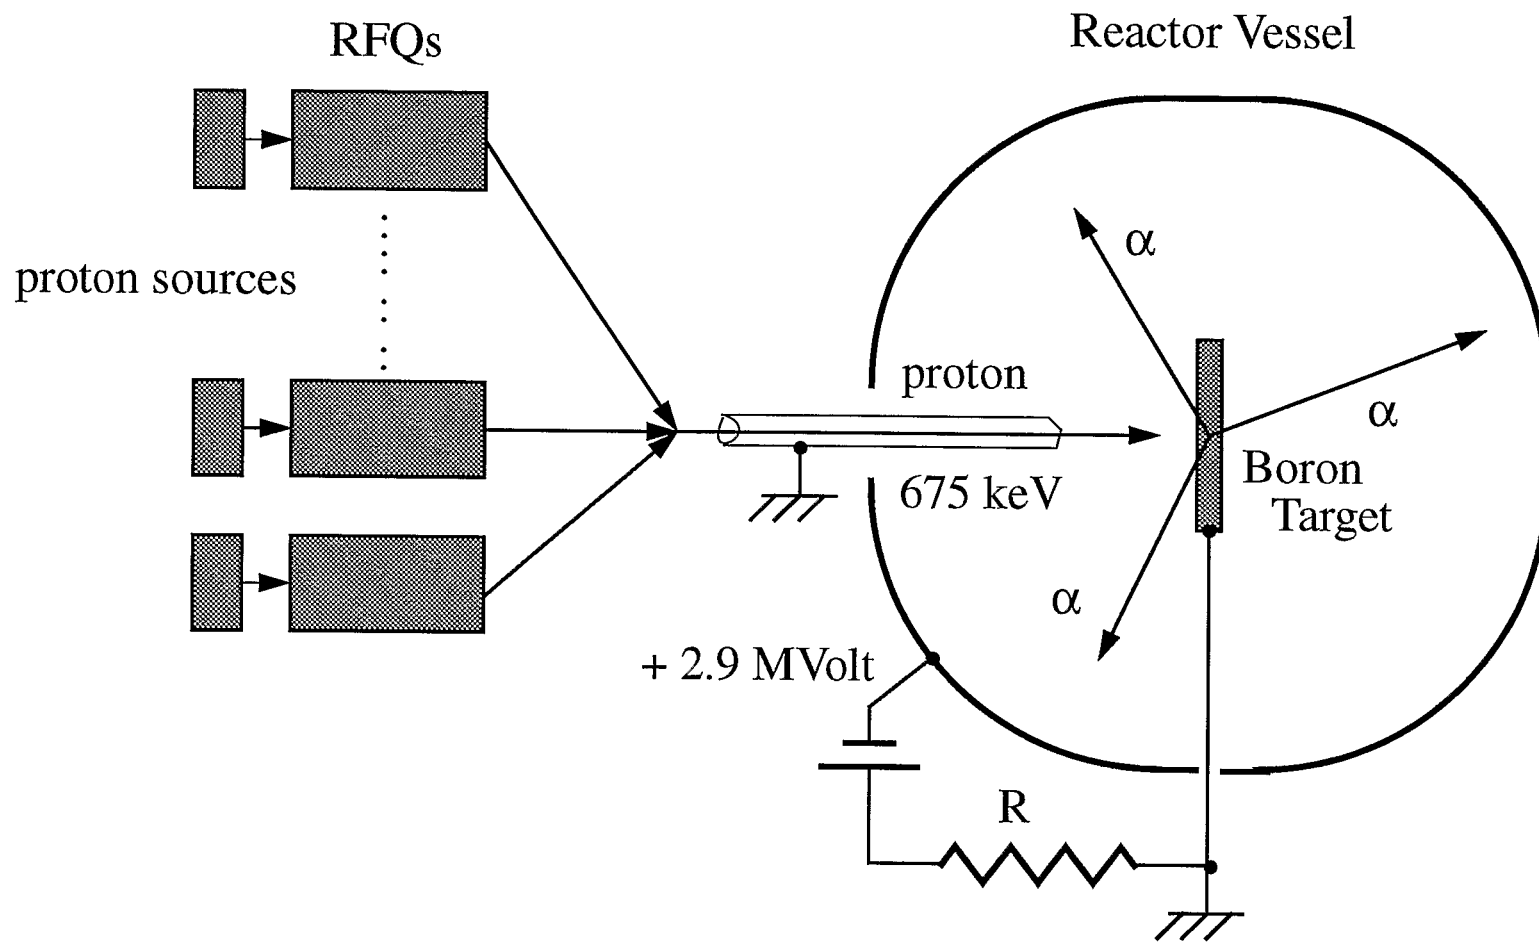 RFQs
Reactor Vessel
proton sources
α
α
α
proton
675 keV
Boron
Target
+ 2.9 MVolt
R